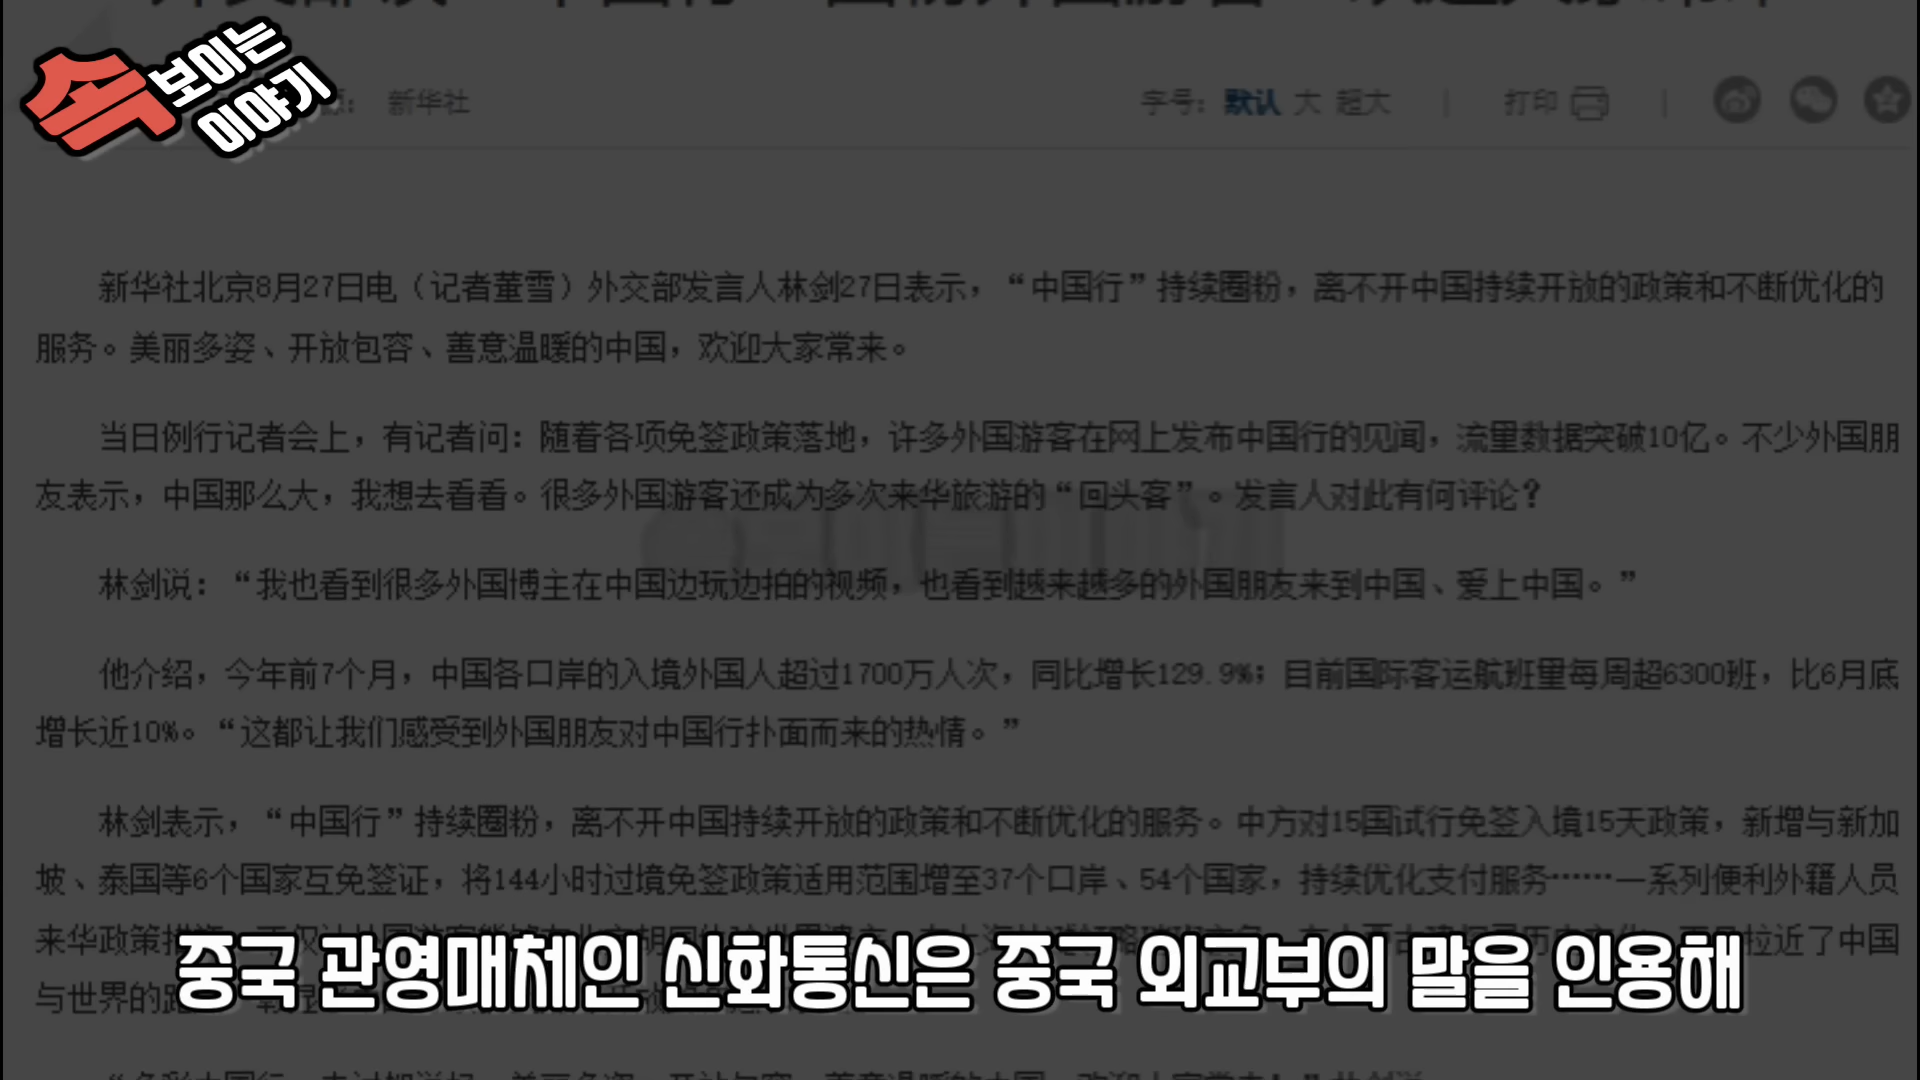 속
보이는
이야기
新华社
字号: 默认 大 超大 | 打印 |
新华社北京8月27日电（记者董雪）外交部发言人林剑27日表示，“中国行”持续圈粉，离不开中国持续开放的政策和不断优化的
服务。美丽多姿、开放包容、善意温暖的中国，欢迎大家常来。
当日例行记者会上，有记者问：随着各项免签政策落地，许多外国游客在网上发布中国行的见闻，流量数据突破10亿。不少外国朋
友表示，中国那么大，我想去看看。很多外国游客还成为多次来华旅游的“回头客”。发言人对此有何评论？
林剑说：“我也看到很多外国博主在中国边玩边拍的视频，也看到越来越多的外国朋友来到中国、爱上中国。”
他介绍，今年前7个月，中国各口岸的入境外国人超过1700万人次，同比增长129.9%；目前国际客运航班量每周超6300班，比6月底
增长近10%。“这都让我们感受到外国朋友对中国行扑面而来的热情。”
林剑表示，“中国行”持续圈粉，离不开中国持续开放的政策和不断优化的服务。中方对15国试行免签入境15天政策，新增与新加
坡、泰国等6个国家互免签证，将144小时过境免签政策适用范围增至37个口岸、54个国家，持续优化支付服务……一系列便利外籍人员
来华政策 拉近了中国
与世界的
중국 관영매체인 신화통신은 중국 외교부의 말을 인용해